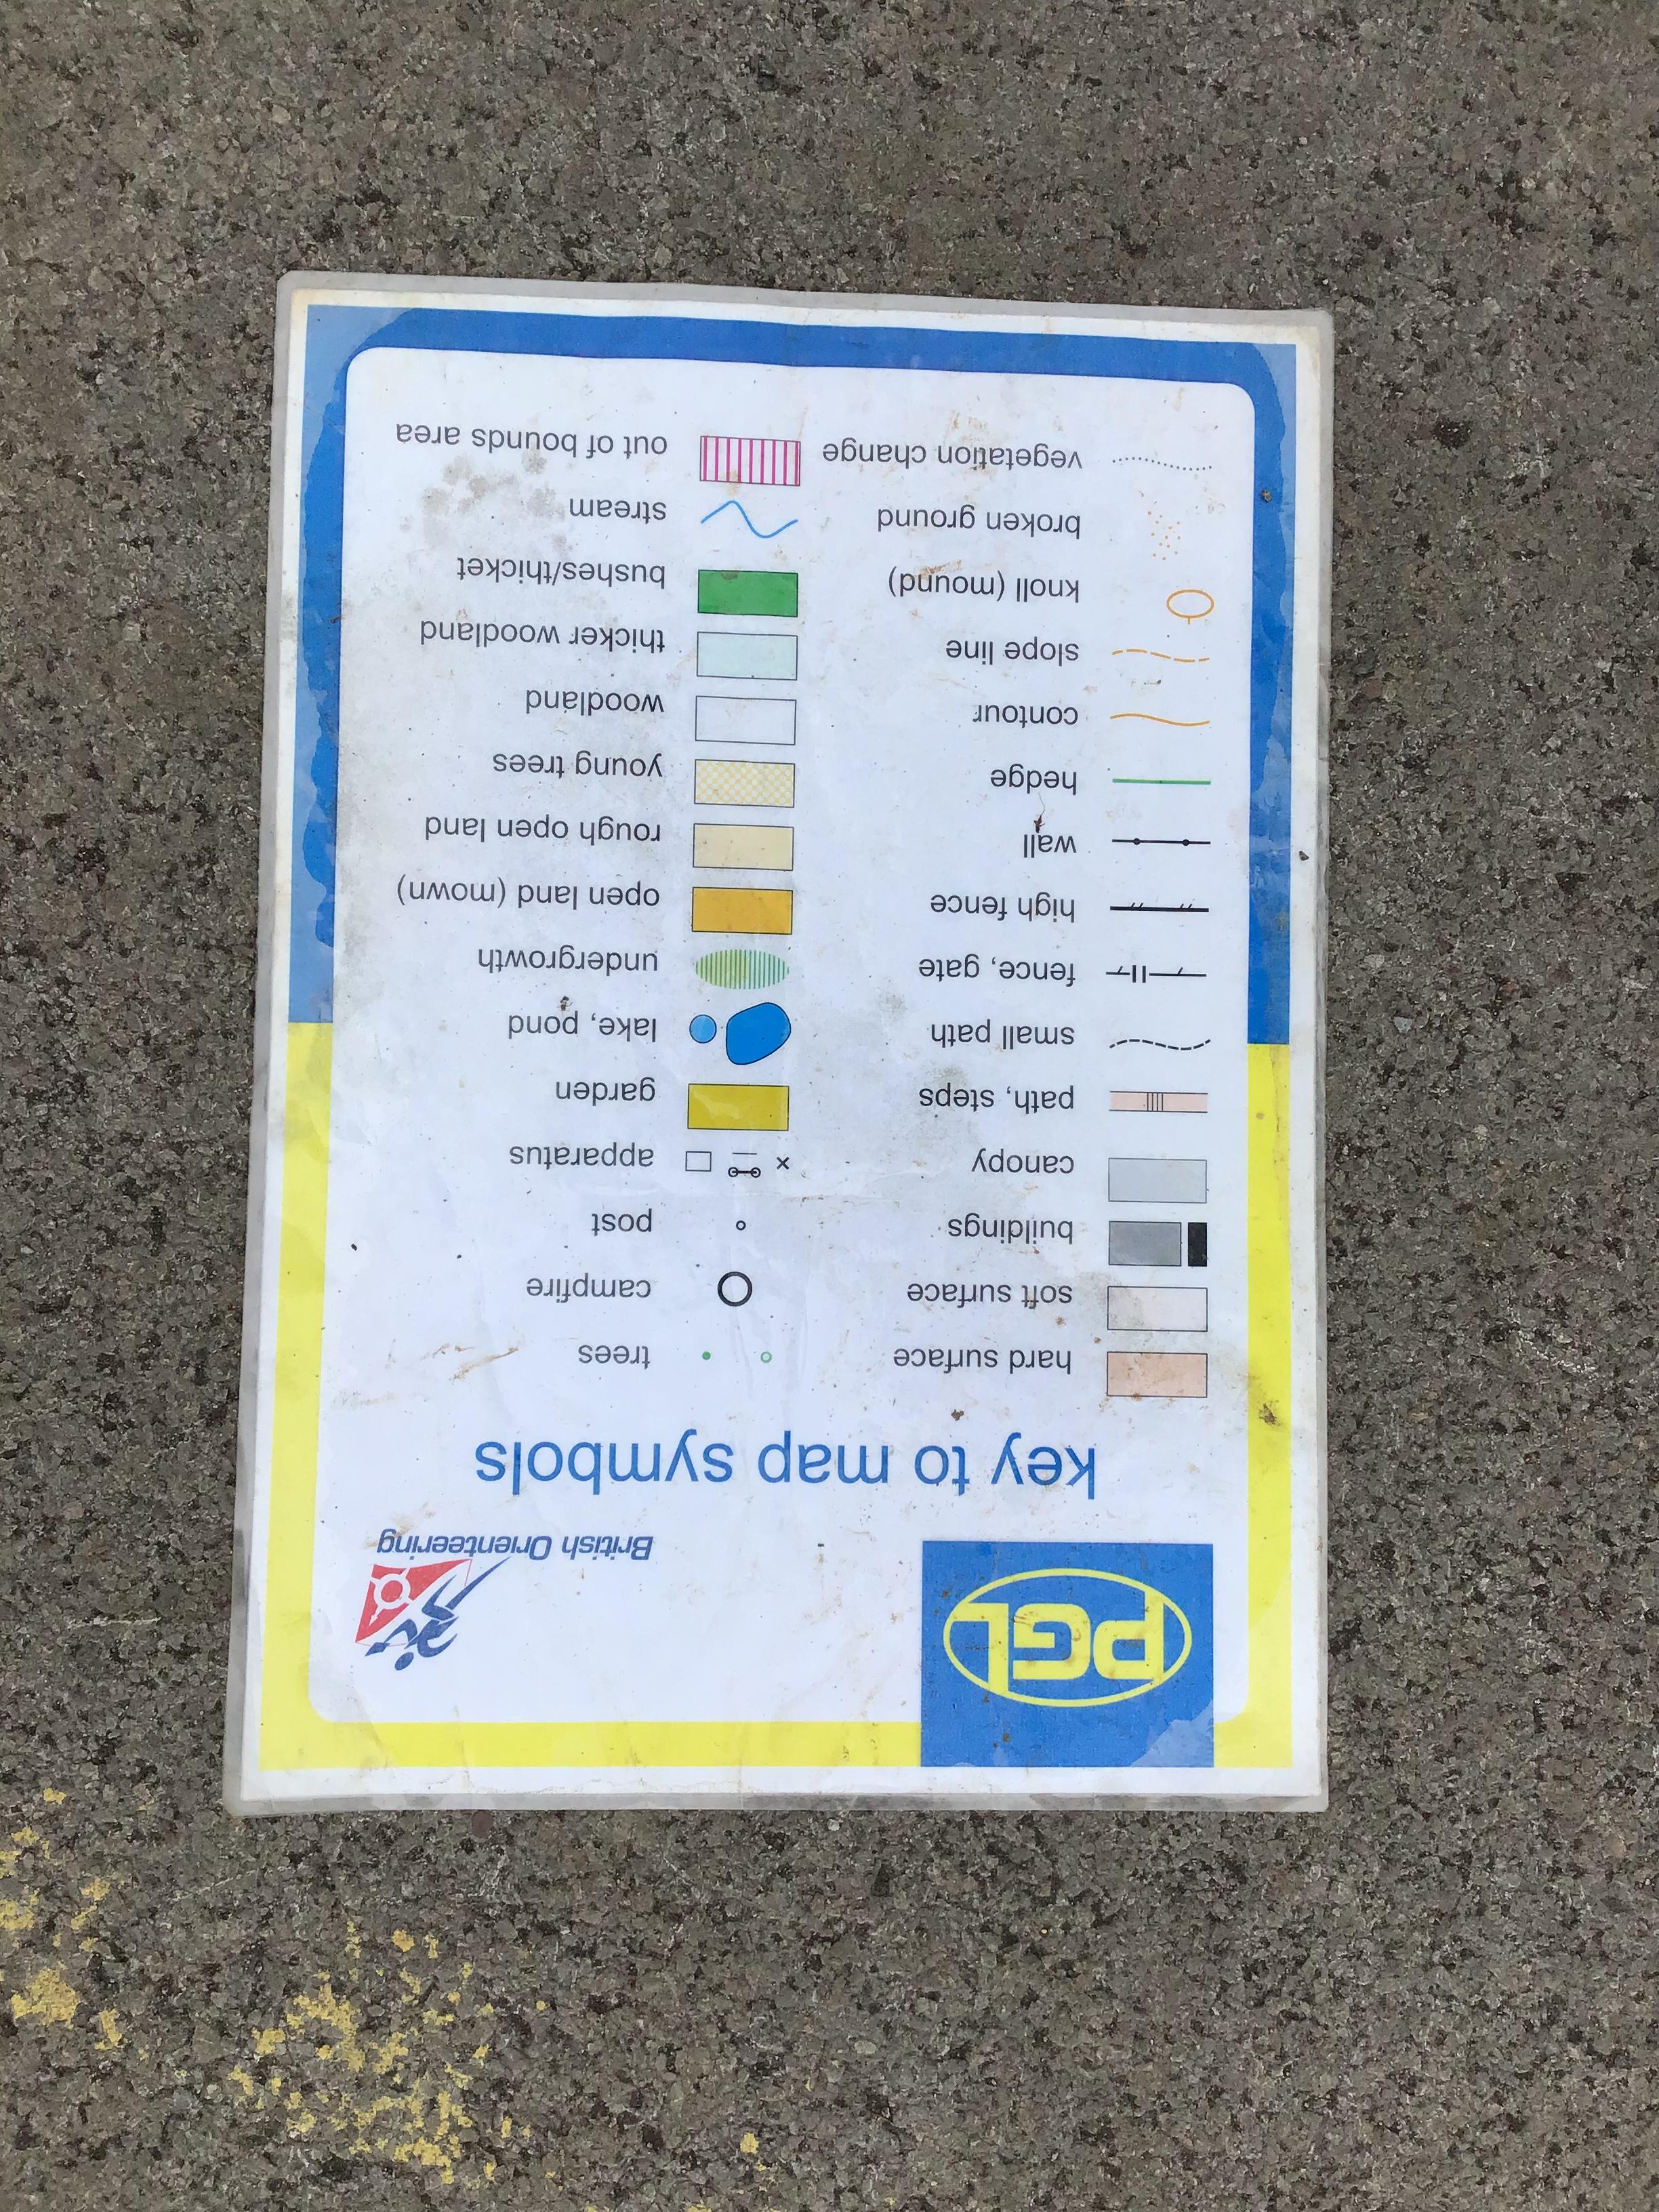 PGL
British Orienteering
key to map symbols
hard surface
soft surface
buildings
canopy
path, steps
small path
fence, gate
high fence
wall
hedge
contour
slope line
knoll (mound)
broken ground
vegetation change
trees
campfire
post
apparatus
garden
lake, pond
undergrowth
open land (mown)
rough open land
young trees
woodland
thicker woodland
bushes/thicket
stream
out of bounds area